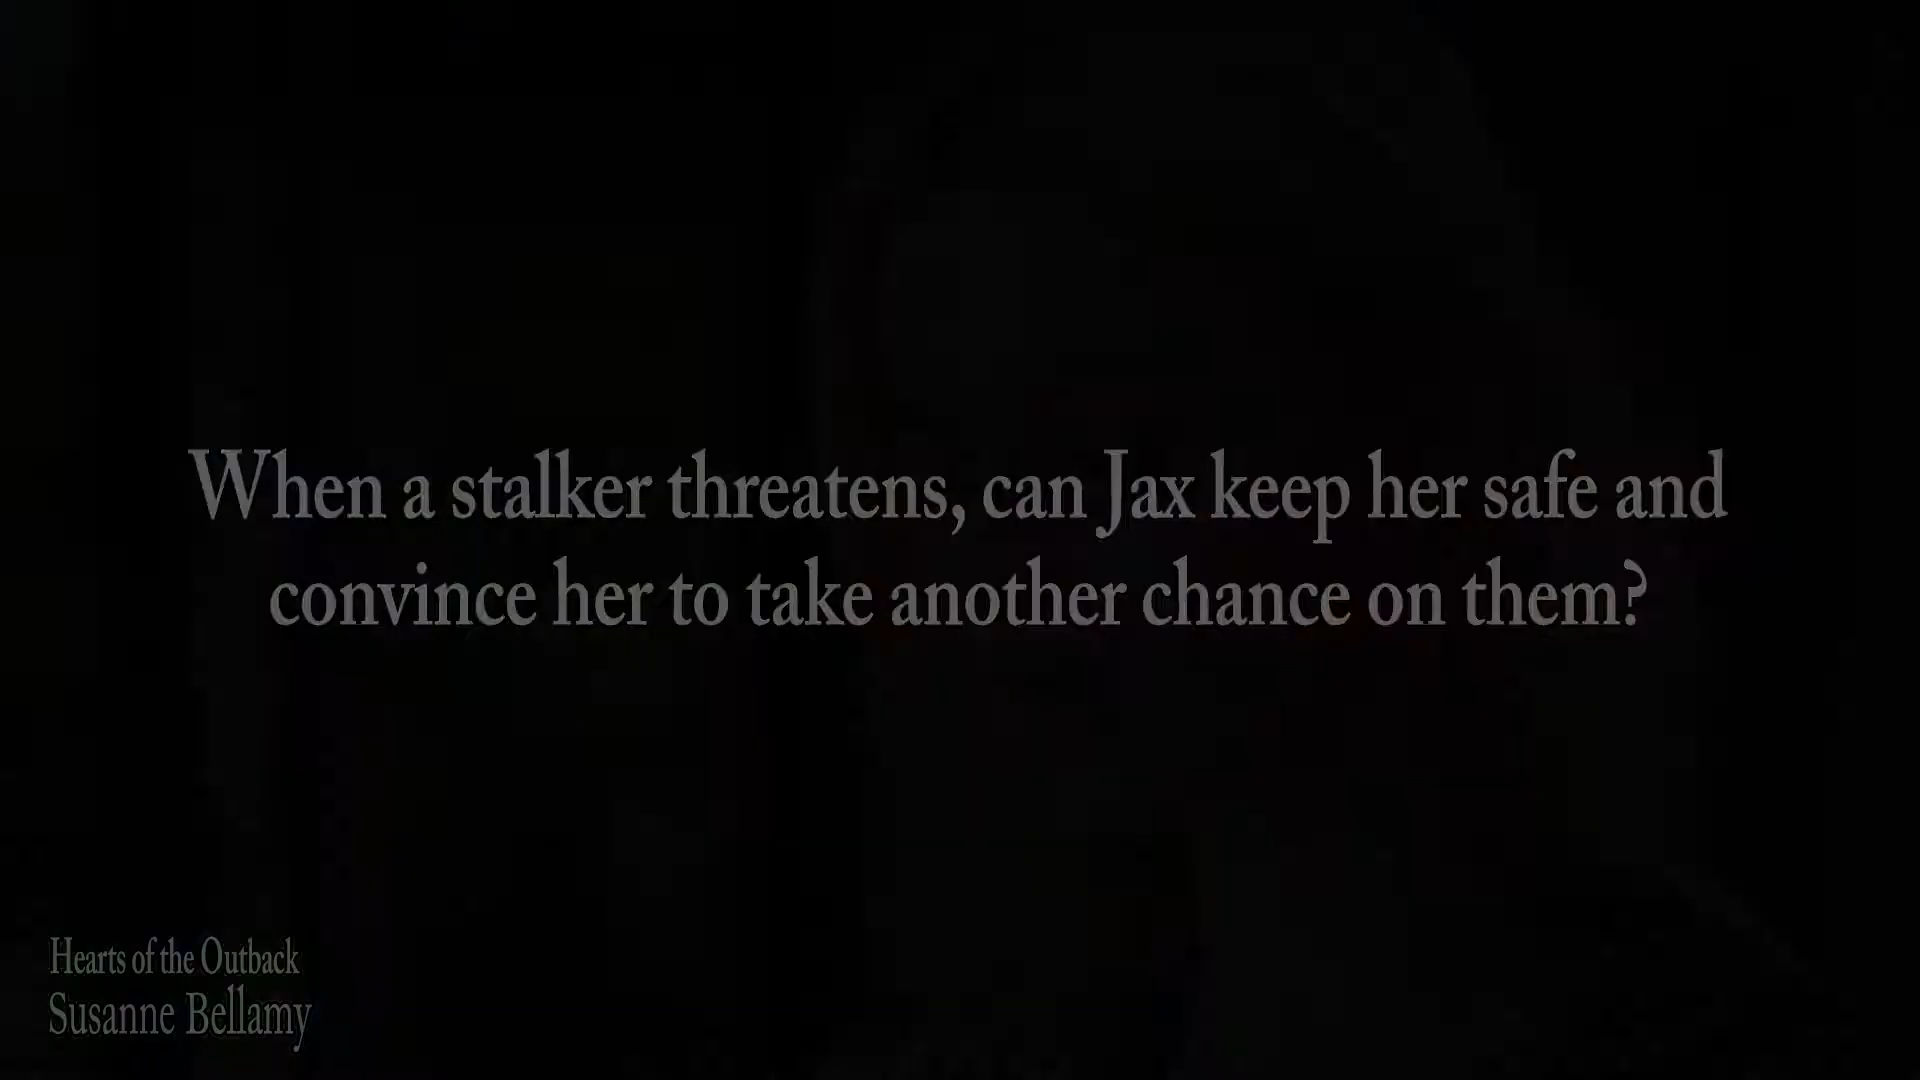 When a stalker threatens, can Jax keep her safe and
convince her to take another chance on them?
Hearts of the Outback
Susanne Bellamy